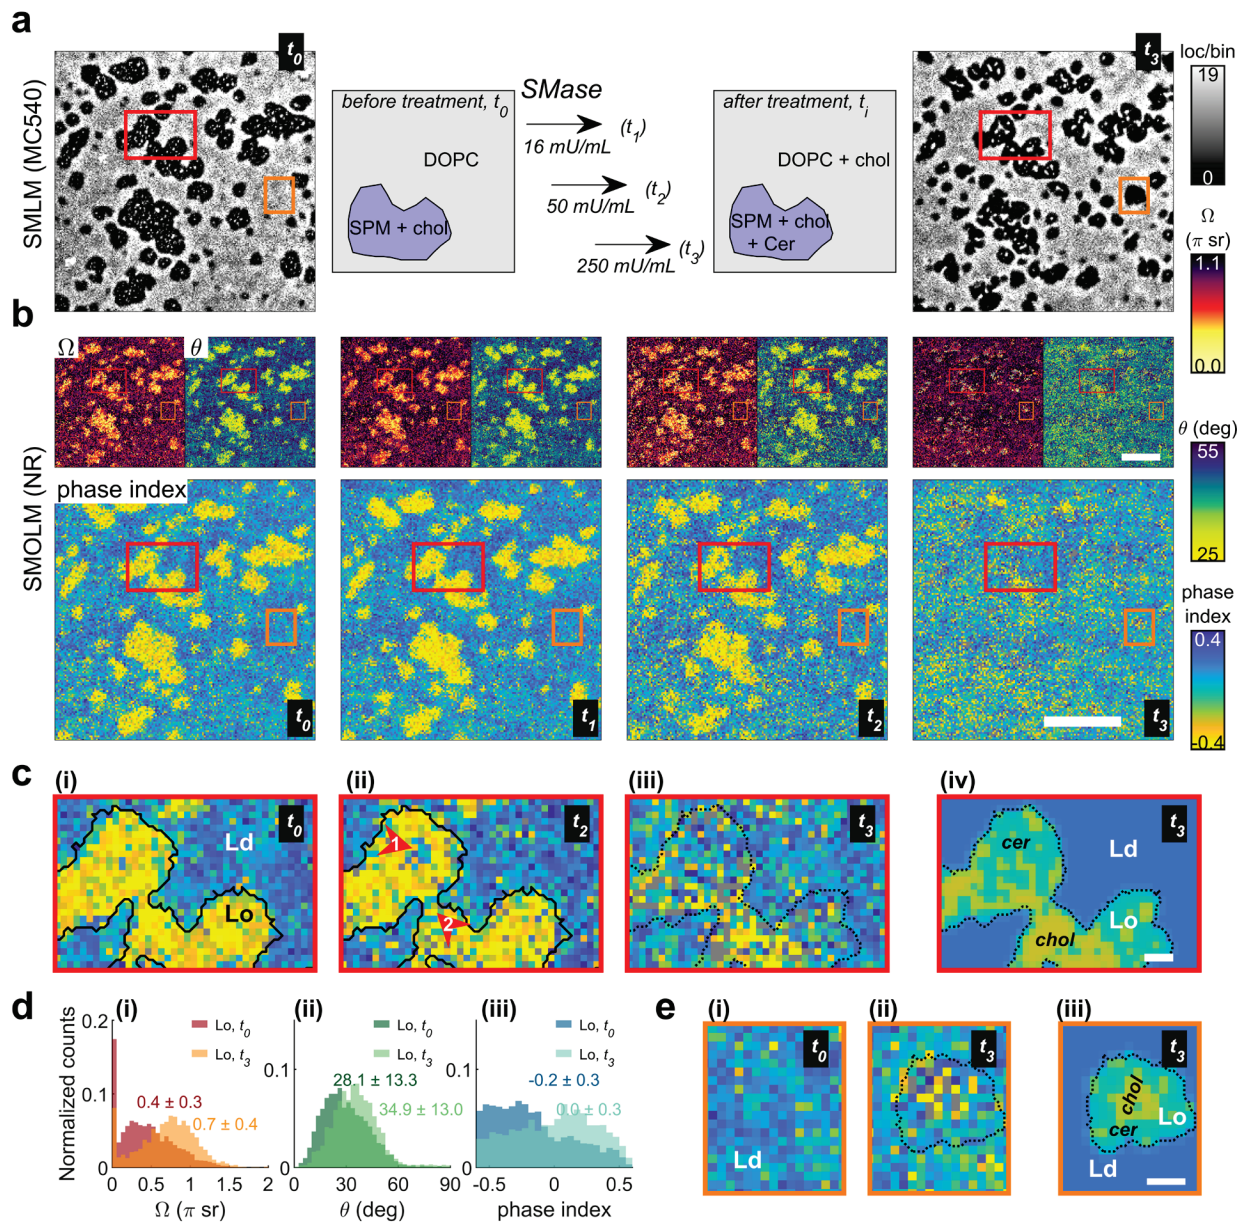 a
SMLM (MC540)
t0
before treatment, t0
DOPC
SPM + chol
SMase
16 mU/mL
(t1)
50 mU/mL
(t2)
250 mU/mL
(t3)
after treatment, ti
DOPC + chol
SPM + chol
+ Cer
t3
loc/bin
19
0
Ω
(π sr)
1.1
0.0
b
SMOLM (NR)
Ω
θ
θ (deg)
55
25
phase index
t0
t1
t2
t3
phase
index
0.4
-0.4
c
(i)
t0
Ld
Lo
(ii)
t2
1
2
(iii)
t3
(iv)
t3
cer
Ld
Lo
chol
d
Normalized counts
(i)
0.2
0.1
0
Lo, t0
Lo, t3
0.4 ± 0.3
0.7 ± 0.4
0 0.5 1 1.5 2
Ω (π sr)
(ii)
0.1
0
Lo, t0
Lo, t3
28.1 ± 13.3
34.9 ± 13.0
0 30 60 90
θ (deg)
(iii)
0.1
0
Lo, t0
Lo, t3
-0.2 ± 0.3
0.0 ± 0.3
-0.5 0 0.5
phase index
e
(i)
t0
Ld
(ii)
t3
(iii)
t3
chol
Lo
cer
Ld